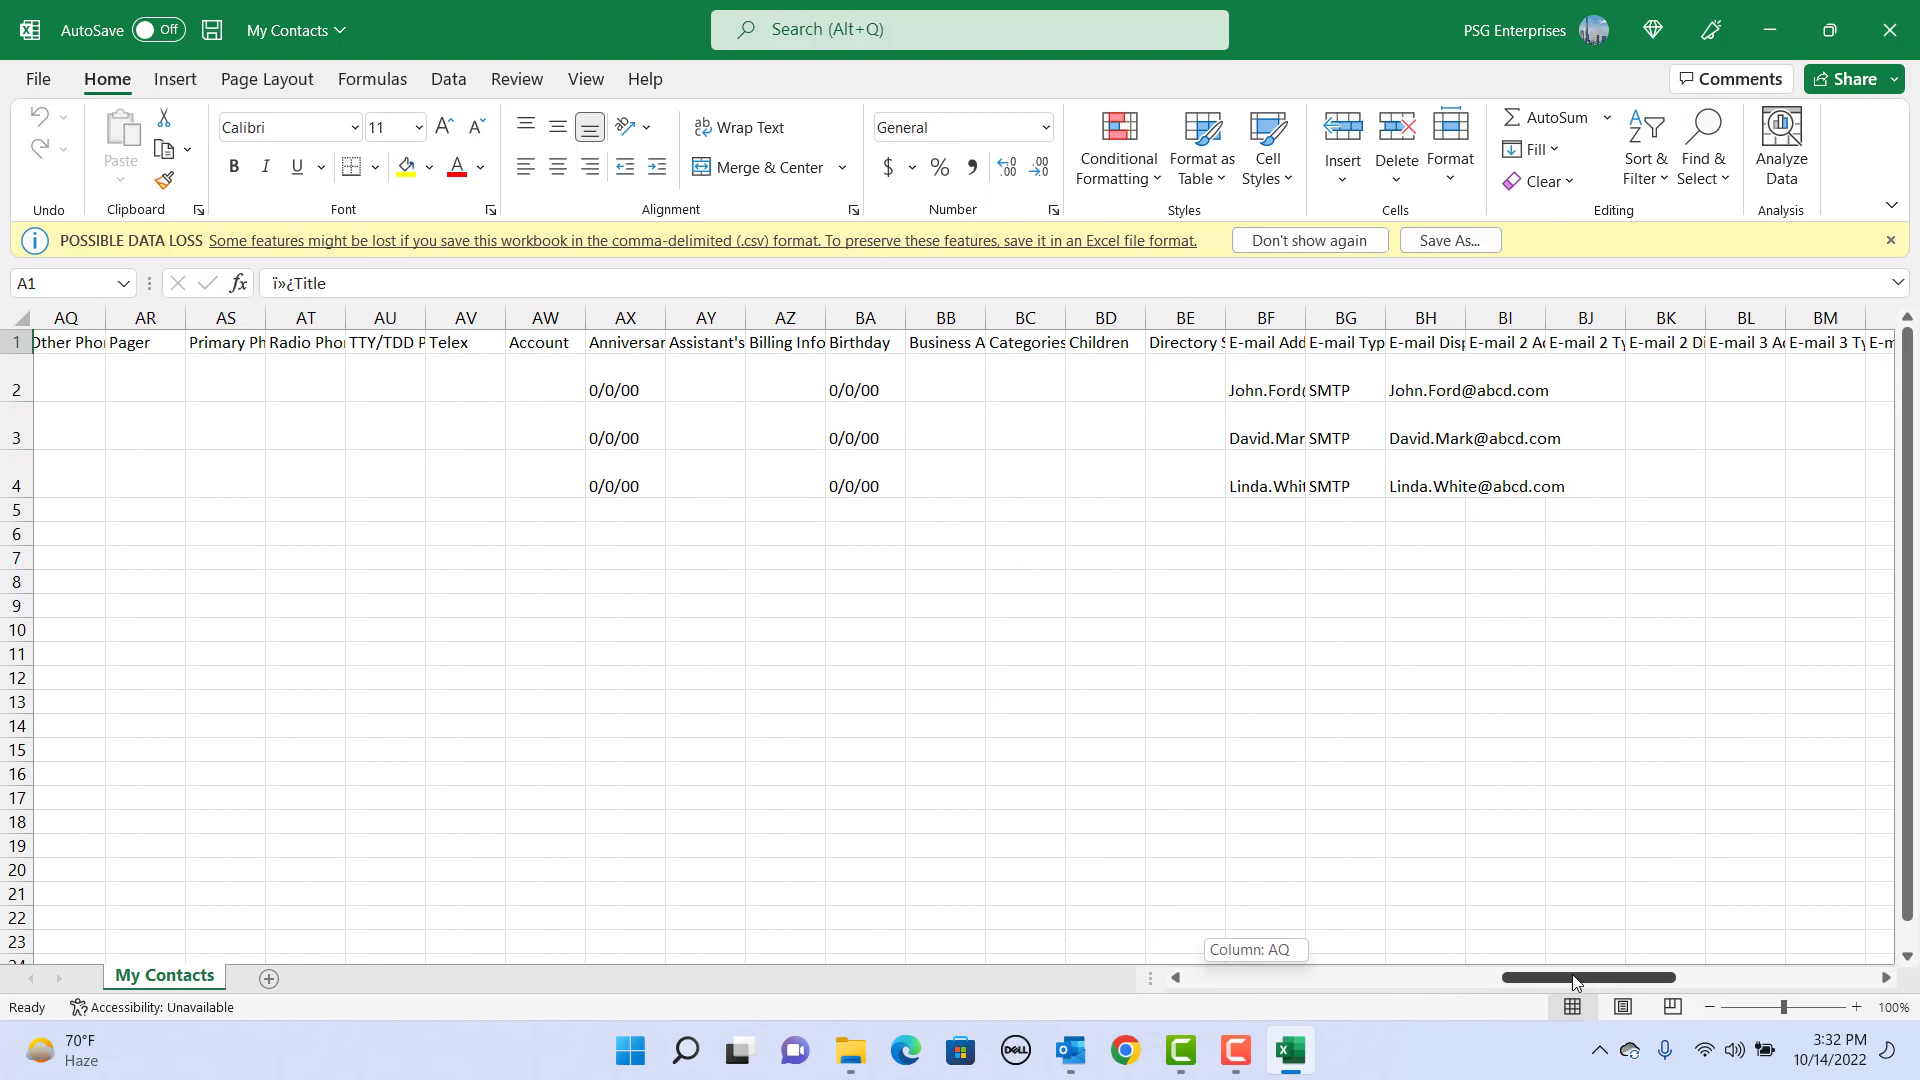 AutoSave Off My Contacts Search (Alt+Q) PSG Enterprises
File Home Insert Page Layout Formulas Data Review View Help Comments Share
Paste Calibri 11 Wrap Text General Conditional Formatting Format as Table Cell Styles Insert Delete Format AutoSum Sort & Filter Find & Select Analyze Data
B I U Merge & Center $ % Fill
Clear
Undo Clipboard Font Alignment Number Styles Cells Editing Analysis
POSSIBLE DATA LOSS Some features might be lost if you save this workbook in the comma-delimited (.csv) format. To preserve these features, save it in an Excel file format. Don't show again Save As...
A1 fx ï»¿Title
AQ AR AS AT AU AV AW AX AY AZ BA BB BC BD BE BF BG BH BI BJ BK BL BM
1 Other Phor Pager Primary Ph Radio Phor TTY/TDD P Telex Account Anniversar Assistant's Billing Info Birthday Business A Categories Children Directory S E-mail Add E-mail Typ E-mail Disp E-mail 2 Ac E-mail 2 Ty E-mail 2 Di E-mail 3 Ac E-mail 3 Ty E-m
2 0/0/00 0/0/00 John.Ford( SMTP John.Ford@abcd.com
3 0/0/00 0/0/00 David.Mar SMTP David.Mark@abcd.com
4 0/0/00 0/0/00 Linda.Whit SMTP Linda.White@abcd.com
5
6
7
8
9
10
11
12
13
14
15
16
17
18
19
20
21
22
23
Column: AQ
My Contacts
Ready Accessibility: Unavailable 100%
70°F
Haze
DELL
3:32 PM
10/14/2022